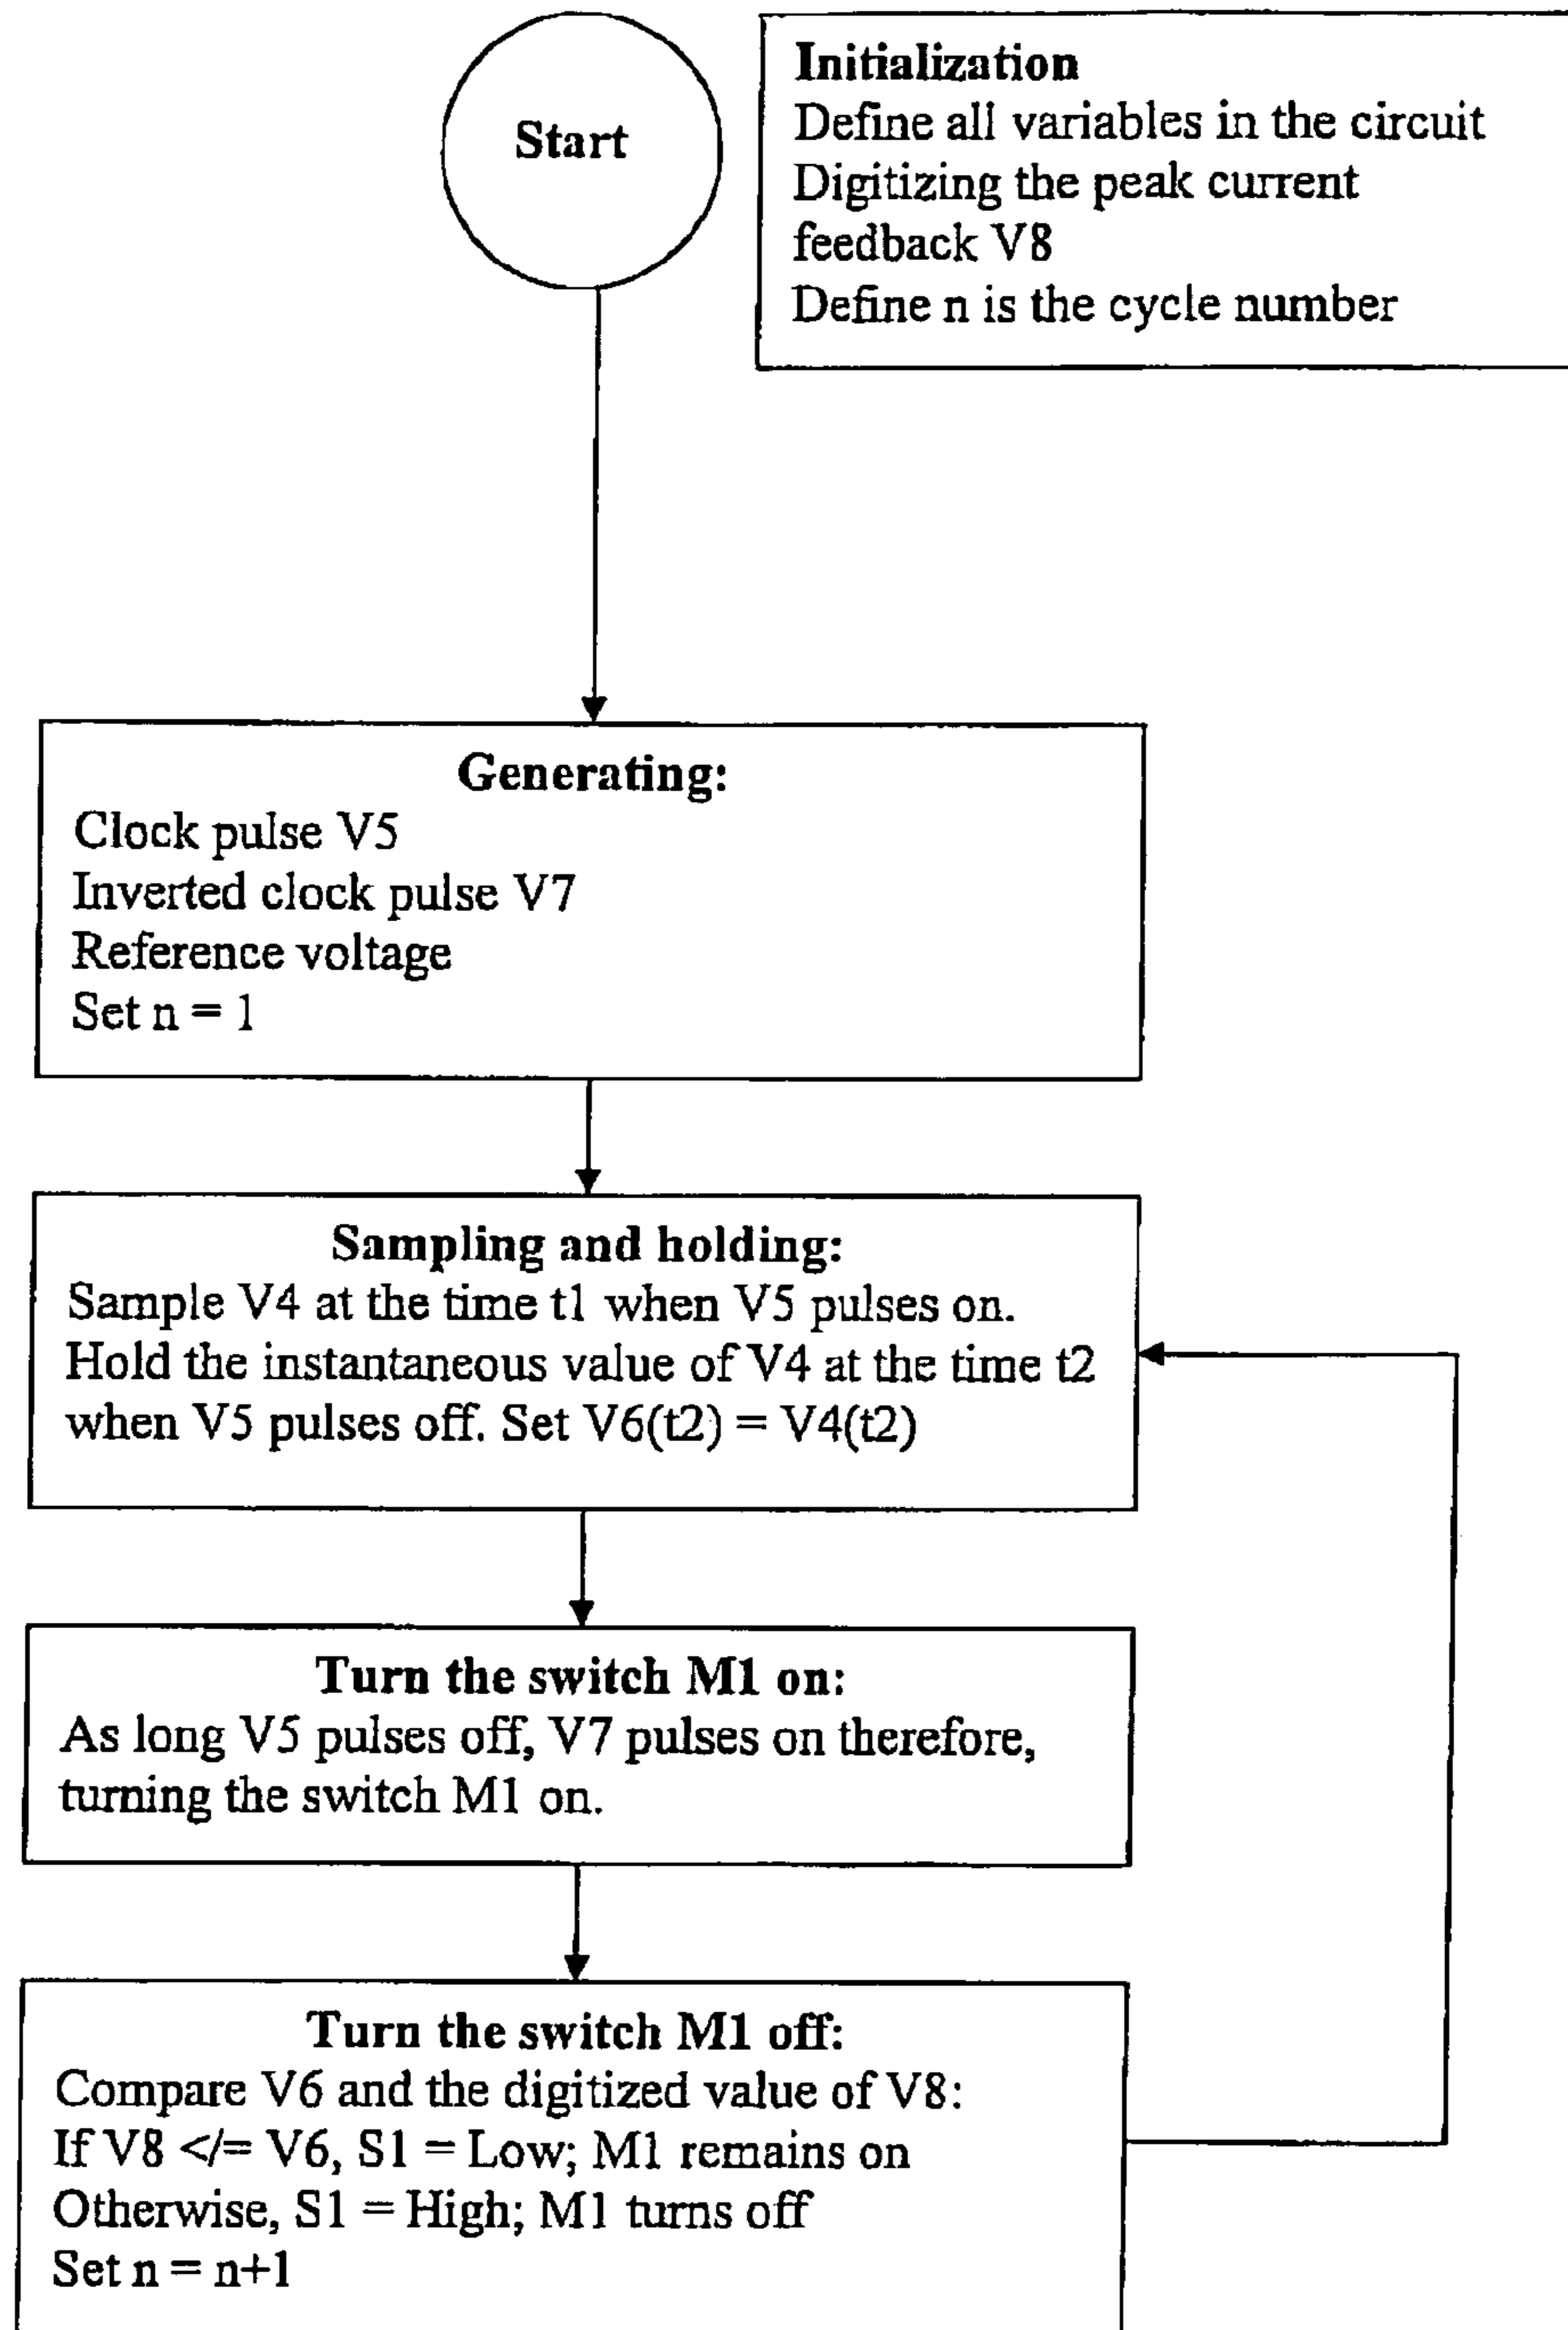 Start
Initialization
Define all variables in the circuit
Digitizing the peak current
feedback V8
Define n is the cycle number
Generating:
Clock pulse V5
Inverted clock pulse V7
Reference voltage
Set n = 1
Sampling and holding:
Sample V4 at the time t1 when V5 pulses on.
Hold the instantaneous value of V4 at the time t2
when V5 pulses off. Set V6(t2) = V4(t2)
Turn the switch M1 on:
As long V5 pulses off, V7 pulses on therefore,
turning the switch M1 on.
Turn the switch M1 off:
Compare V6 and the digitized value of V8:
If V8 </= V6, S1 = Low; M1 remains on
Otherwise, S1 = High; M1 turns off
Set n = n+1